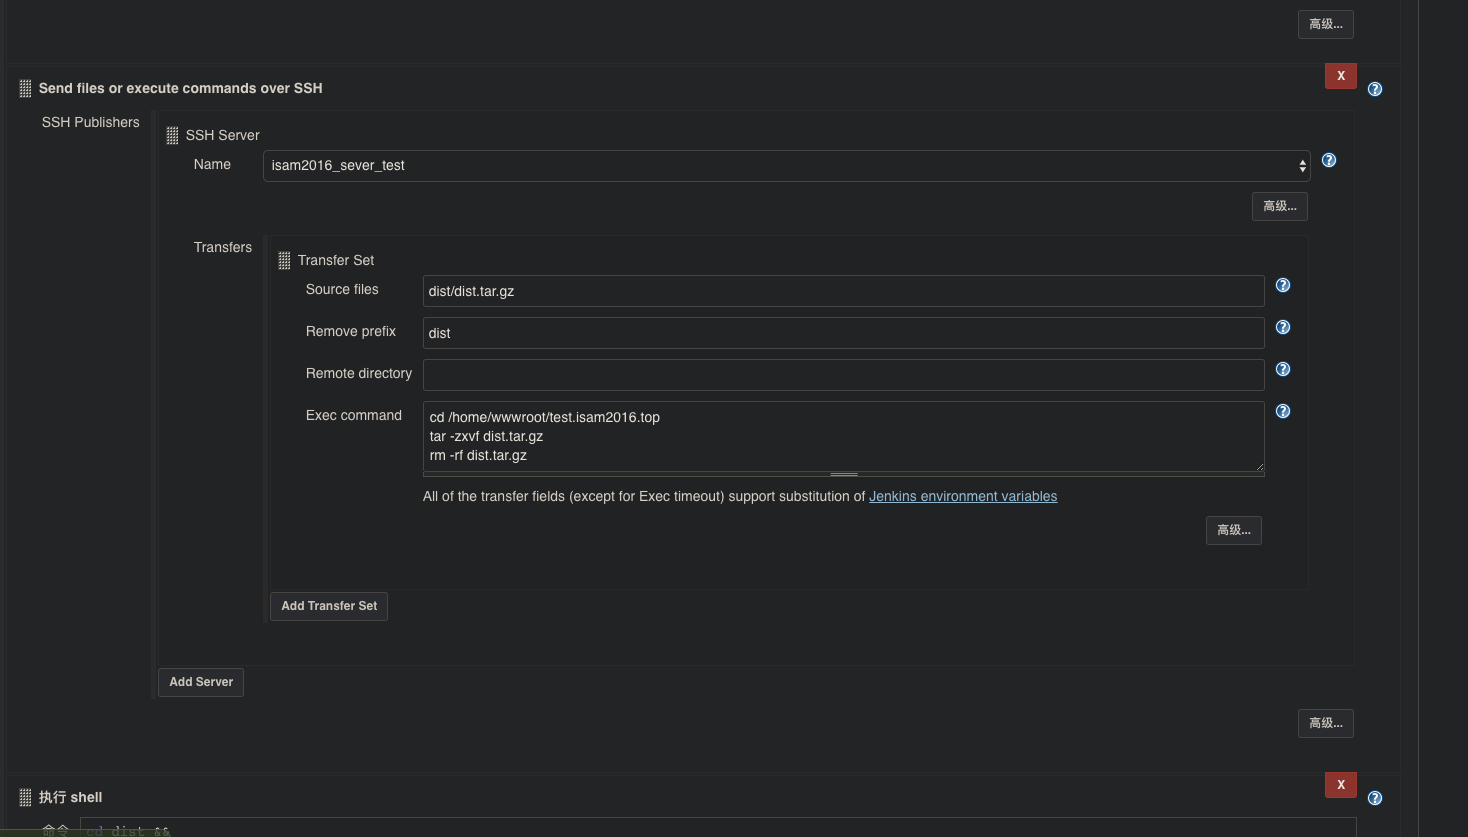 高级...
X
Send files or execute commands over SSH
SSH Publishers
SSH Server
Name
isam2016_sever_test
高级...
Transfers
Transfer Set
Source files
dist/dist.tar.gz
Remove prefix
dist
Remote directory
Exec command
cd /home/wwwroot/test.isam2016.top
tar -zxvf dist.tar.gz
rm -rf dist.tar.gz
All of the transfer fields (except for Exec timeout) support substitution of Jenkins environment variables
高级...
Add Transfer Set
Add Server
高级...
X
执行 shell
命令
cd dist &&